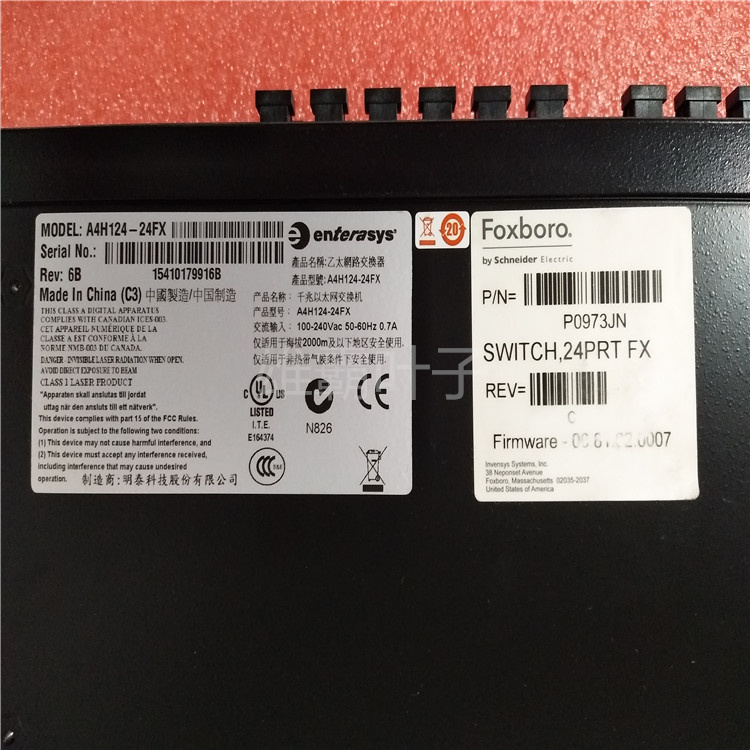 MODEL: A4H124-24FX
Serial No.:
Rev: 6B 15410179916B
Made In China (C3) 中國製造/中国制造
THIS CLASS A DIGITAL APPARATUS
COMPLIES WITH CANADIAN ICES-003.
CET APPAREIL NUMÉRIQUE DE LA
CLASSE A EST CONFORME À LA
NORME NMB-003 DU CANADA.
DANGER - INVISIBLE LASER RADIATION WHEN OPEN.
AVOID DIRECT EXPOSURE TO BEAM
CLASS 1 LASER PRODUCT
"Apparaten skall anslutas till jordat
uttag när den ansluts till ett nätverk".
This device complies with part 15 of the FCC Rules.
Operation is subject to the following two conditions:
(1) This device may not cause harmful interference, and
(2) This device must accept any interference received,
including interference that may cause undesired
operation.
製造商:明泰科技股份有限公司
enterasys
產品名稱:乙太網路交換器
產品型號:A4H124-24FX
产品名称: 千兆以太网交换机
产品型号: A4H124-24FX
交流输入: 100-240Vac 50-60Hz 0.7A
仅适用于海拔2000m及以下地区安全使用.
仅适用于非热带气候条件下安全使用.
C UL US
LISTED
I.T.E.
E164374
N826
CE
CCC
20
Foxboro.
by Schneider Electric
P/N=
P0973JN
SWITCH,24PRT FX
REV=
C
Firmware -
Invensys Systems, Inc.
38 Neponset Avenue
Foxboro, Massachusetts 02035-2037
United States of America